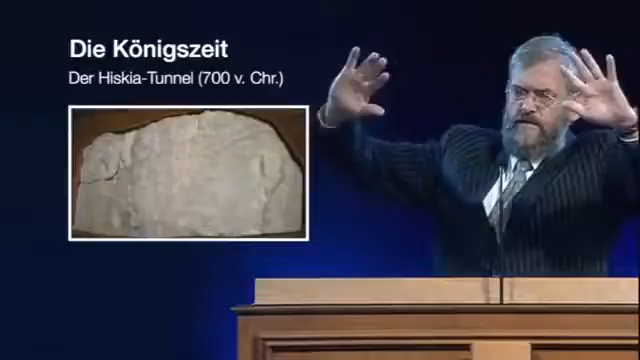 Die Königszeit
Der Hiskia-Tunnel (700 v. Chr.)